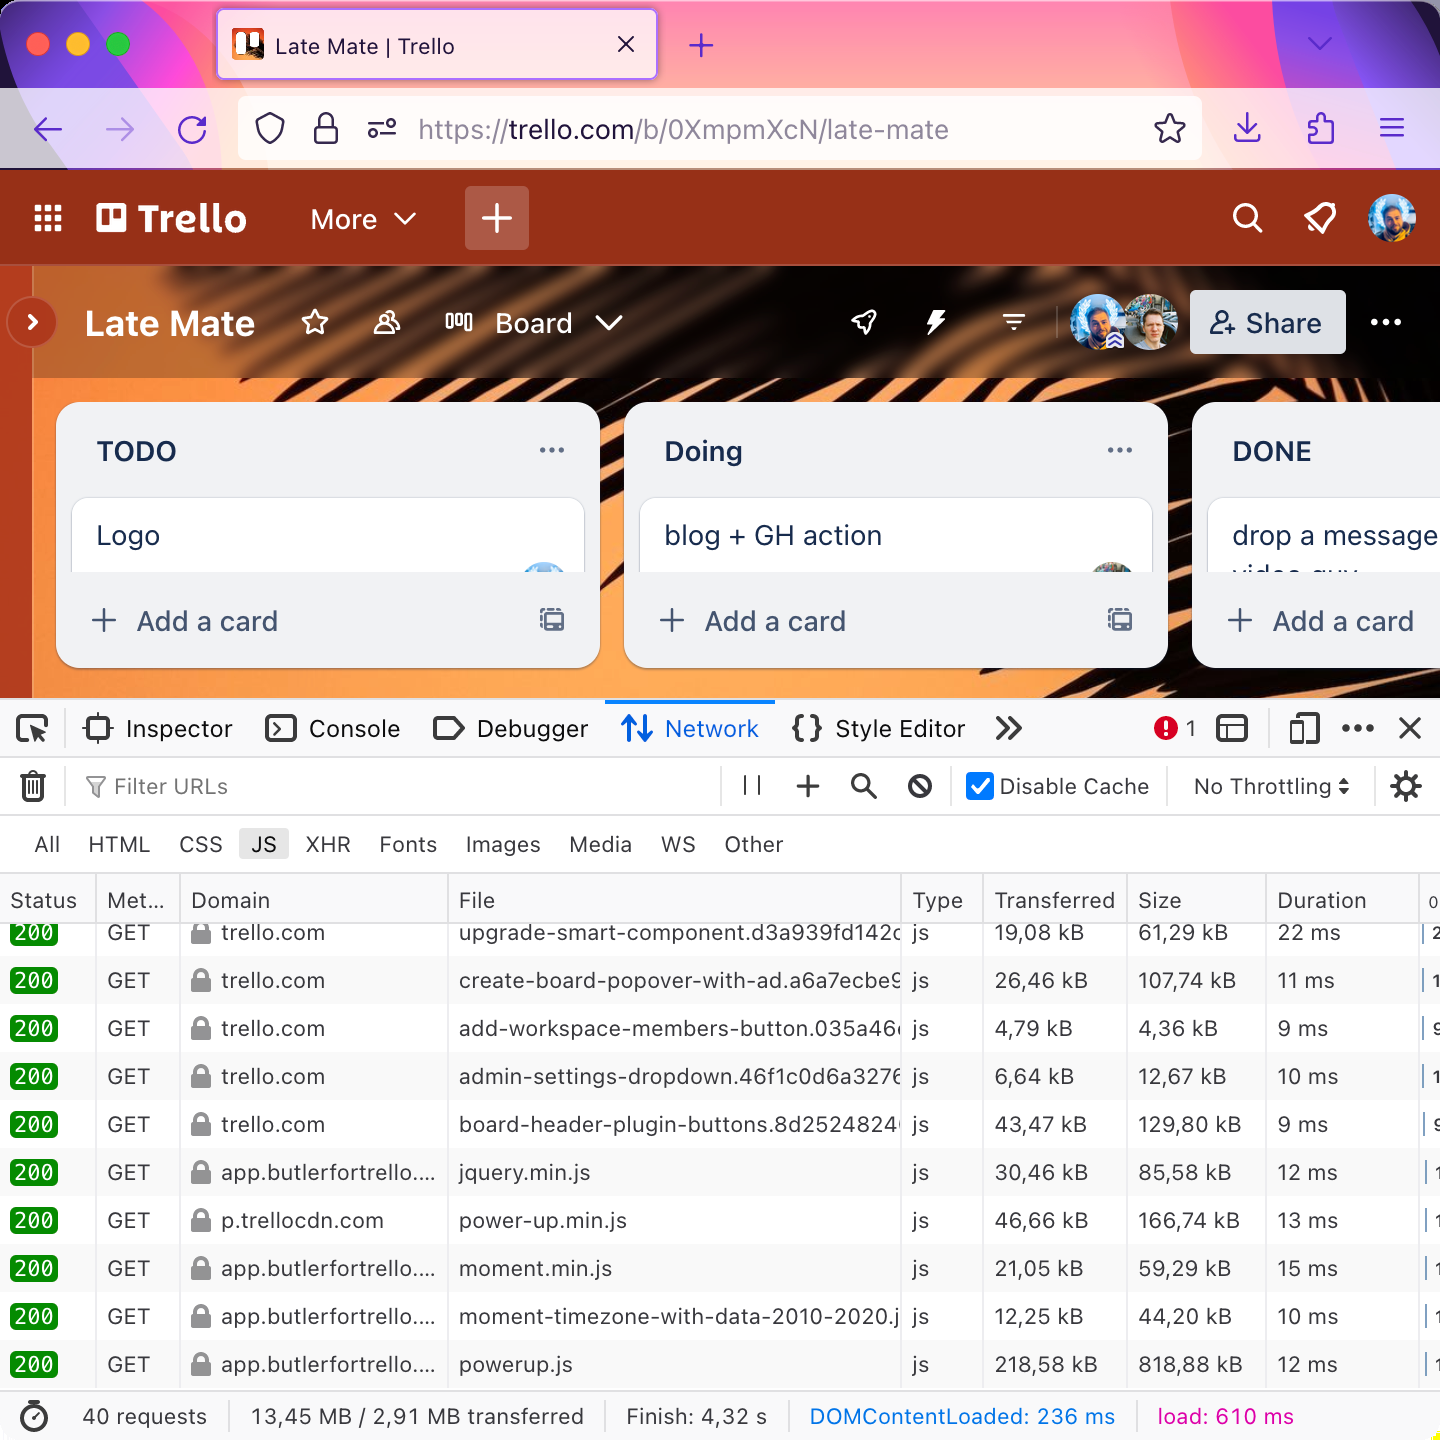 Late Mate | Trello
https://trello.com/b/0XmpmXcN/late-mate
Trello More
Late Mate Board Share
TODO Doing DONE
Logo blog + GH action drop a message
video guy
Add a card Add a card Add a card
Inspector Console Debugger Network Style Editor 1
Filter URLs Disable Cache No Throttling
All HTML CSS JS XHR Fonts Images Media WS Other
Status Met... Domain File Type Transferred Size Duration 0
200 GET trello.com upgrade-smart-component.d3a939fd142 js 19,08 kB 61,29 kB 22 ms
200 GET trello.com create-board-popover-with-ad.a6a7ecbe9 js 26,46 kB 107,74 kB 11 ms
200 GET trello.com add-workspace-members-button.035a46 js 4,79 kB 4,36 kB 9 ms
200 GET trello.com admin-settings-dropdown.46f1c0d6a3276 js 6,64 kB 12,67 kB 10 ms
200 GET trello.com board-header-plugin-buttons.8d2524824 js 43,47 kB 129,80 kB 9 ms
200 GET app.butlerfortrello.... jquery.min.js js 30,46 kB 85,58 kB 12 ms
200 GET p.trellocdn.com power-up.min.js js 46,66 kB 166,74 kB 13 ms
200 GET app.butlerfortrello.... moment.min.js js 21,05 kB 59,29 kB 15 ms
200 GET app.butlerfortrello.... moment-timezone-with-data-2010-2020.j js 12,25 kB 44,20 kB 10 ms
200 GET app.butlerfortrello.... powerup.js js 218,58 kB 818,88 kB 12 ms
40 requests 13,45 MB / 2,91 MB transferred Finish: 4,32 s DOMContentLoaded: 236 ms load: 610 ms